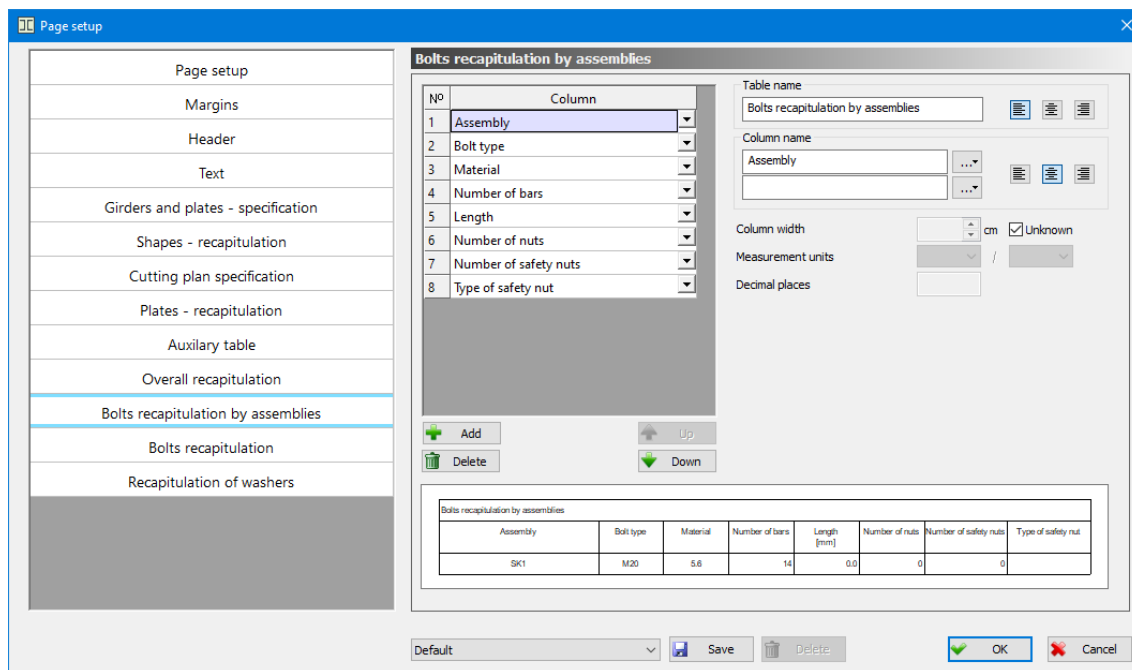 Page setup
Page setup
Margins
Header
Text
Girders and plates - specification
Shapes - recapitulation
Cutting plan specification
Plates - recapitulation
Auxilary table
Overall recapitulation
Bolts recapitulation by assemblies
Bolts recapitulation
Recapitulation of washers
Bolts recapitulation by assemblies
Nº Column
1 Assembly
2 Bolt type
3 Material
4 Number of bars
5 Length
6 Number of nuts
7 Number of safety nuts
8 Type of safety nut
Add Up
Delete Down
Table name
Bolts recapitulation by assemblies
Column name
Assembly ...
...
Column width cm Unknown
Measurement units /
Decimal places
Bolts recapitulation by assemblies
Assembly Bolt type Material Number of bars Length Number of nuts Number of safety nuts Type of safety nut
[mm]
SK1 M20 5.6 14 0.0 0 0
Default Save Delete OK Cancel